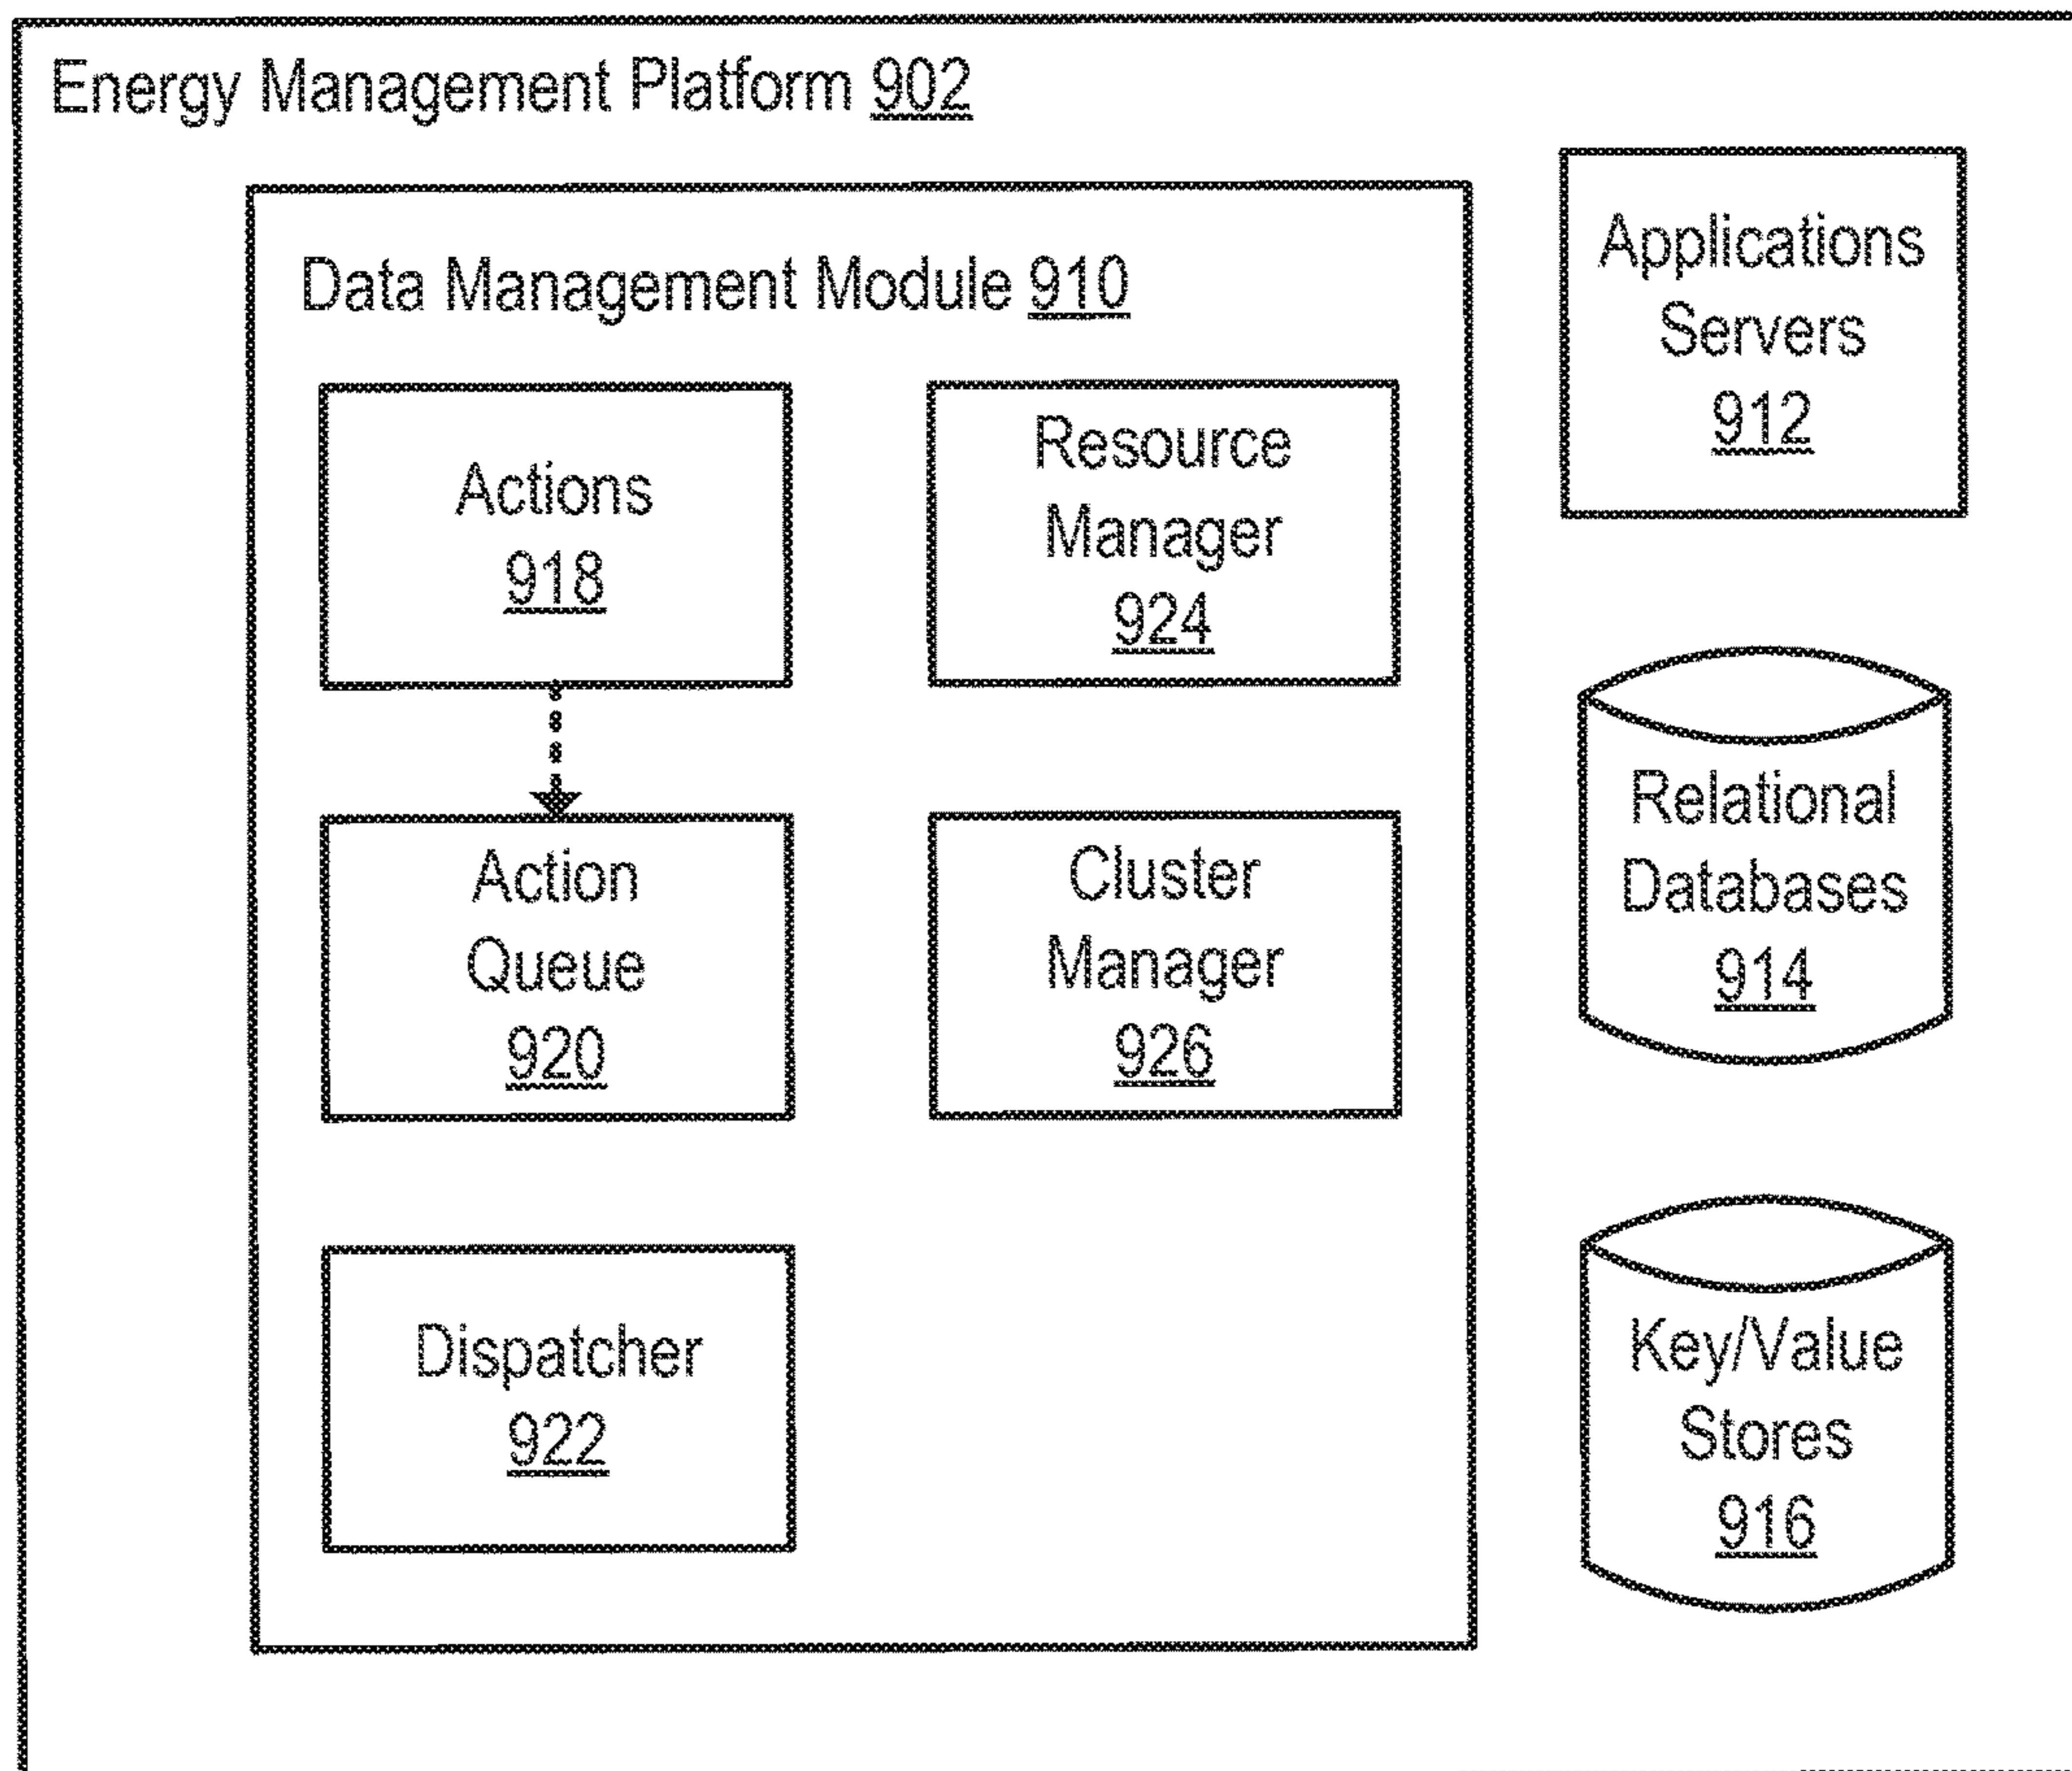 Energy Management Platform 902
Data Management Module 910
Actions
918
Resource
Manager
924
Action
Queue
920
Cluster
Manager
926
Dispatcher
922
Applications
Servers
912
Relational
Databases
914
Key/Value
Stores
916